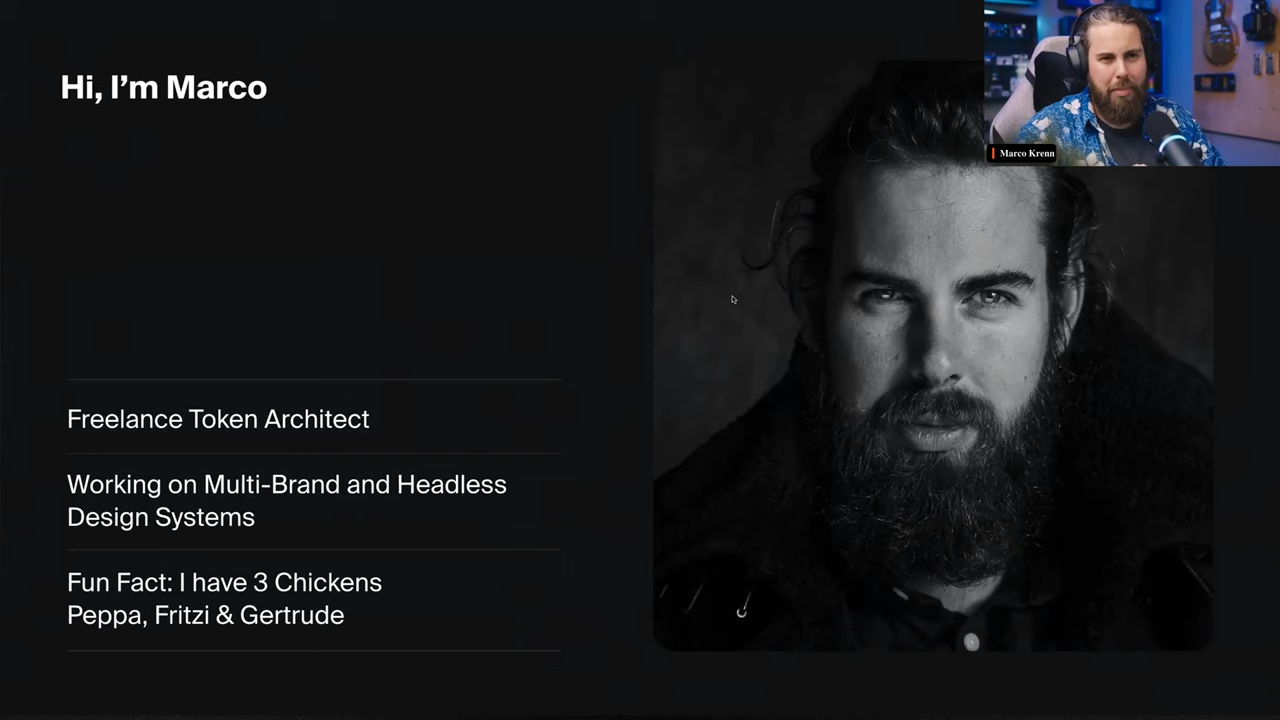 Hi, I’m Marco
Marco Krenn
Freelance Token Architect
Working on Multi-Brand and Headless
Design Systems
Fun Fact: I have 3 Chickens
Peppa, Fritzi & Gertrude